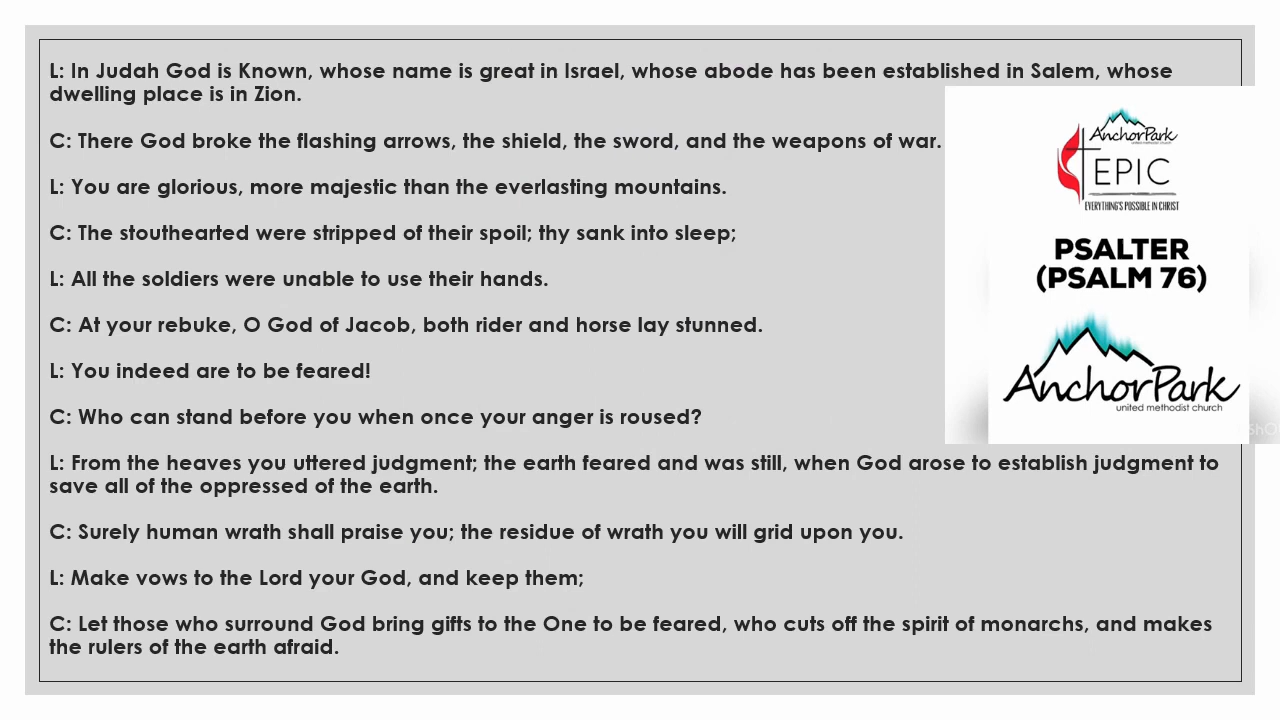 L: In Judah God is Known, whose name is great in Israel, whose abode has been established in Salem, whose
dwelling place is in Zion.
C: There God broke the flashing arrows, the shield, the sword, and the weapons of war.
L: You are glorious, more majestic than the everlasting mountains.
C: The stouthearted were stripped of their spoil; thy sank into sleep;
L: All the soldiers were unable to use their hands.
C: At your rebuke, O God of Jacob, both rider and horse lay stunned.
L: You indeed are to be feared!
C: Who can stand before you when once your anger is roused?
L: From the heaves you uttered judgment; the earth feared and was still, when God arose to establish judgment to
save all of the oppressed of the earth.
C: Surely human wrath shall praise you; the residue of wrath you will grid upon you.
L: Make vows to the Lord your God, and keep them;
C: Let those who surround God bring gifts to the One to be feared, who cuts off the spirit of monarchs, and makes
the rulers of the earth afraid.
AnchorPark
united methodist church
EPIC
EVERYTHING'S POSSIBLE IN CHRIST
PSALTER
(PSALM 76)
AnchorPark
united methodist church